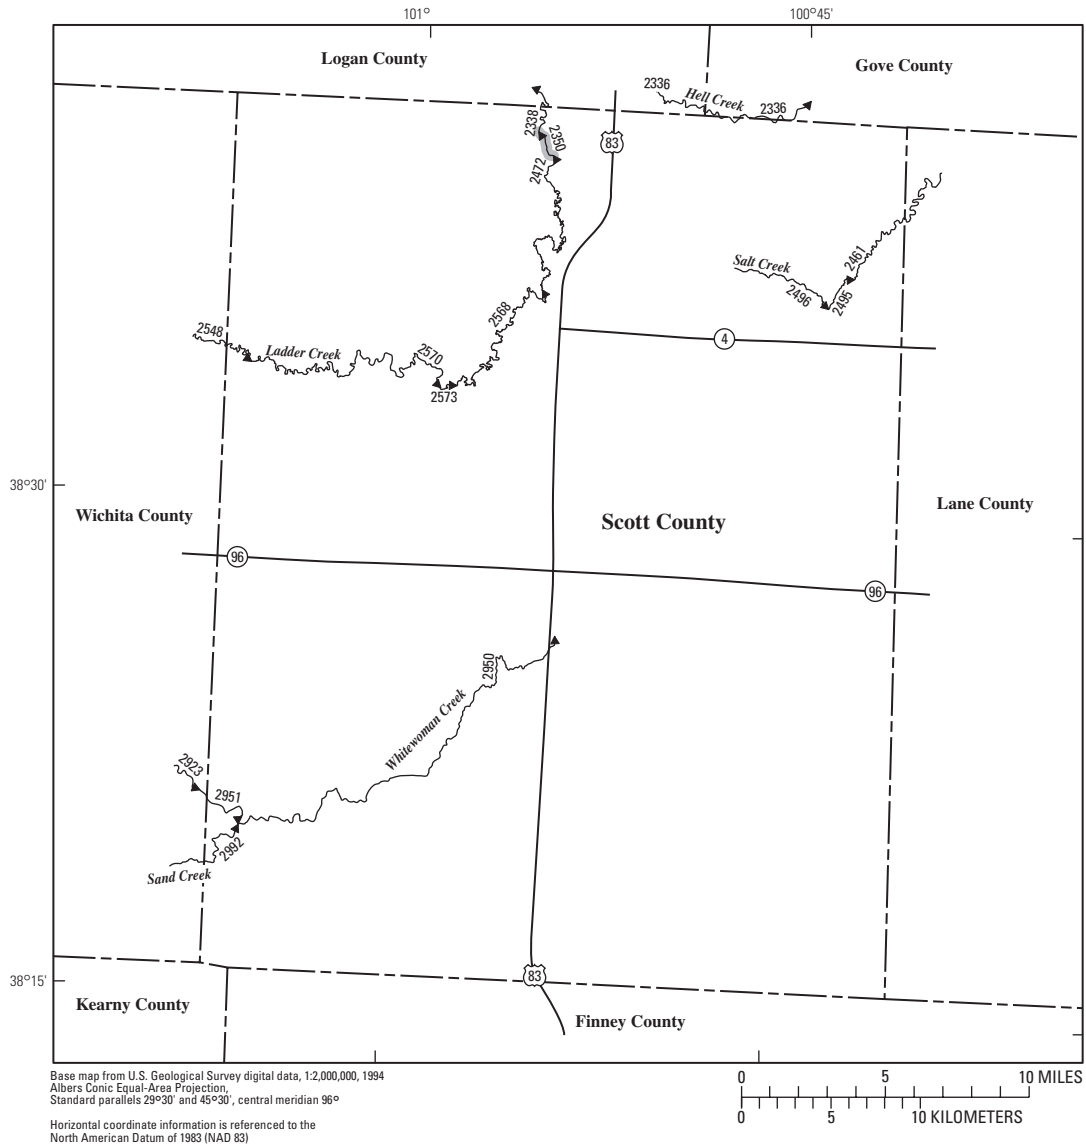 101°
100°45'
Logan County
Gove County
2336
Hell Creek
2336
2338
2350
83
2472
Salt Creek
2461
2496
2495
2568
2548
Ladder Creek
2570
4
2573
38°30'
Wichita County
Scott County
Lane County
96
96
2950
Whitewoman Creek
2923
2951
2992
Sand Creek
38°15'
83
Kearny County
Finney County
Base map from U.S. Geological Survey digital data, 1:2,000,000, 1994
Albers Conic Equal-Area Projection,
Standard parallels 29°30' and 45°30', central meridian 96°
Horizontal coordinate information is referenced to the
North American Datum of 1983 (NAD 83)
0 5 10 MILES
0 5 10 KILOMETERS